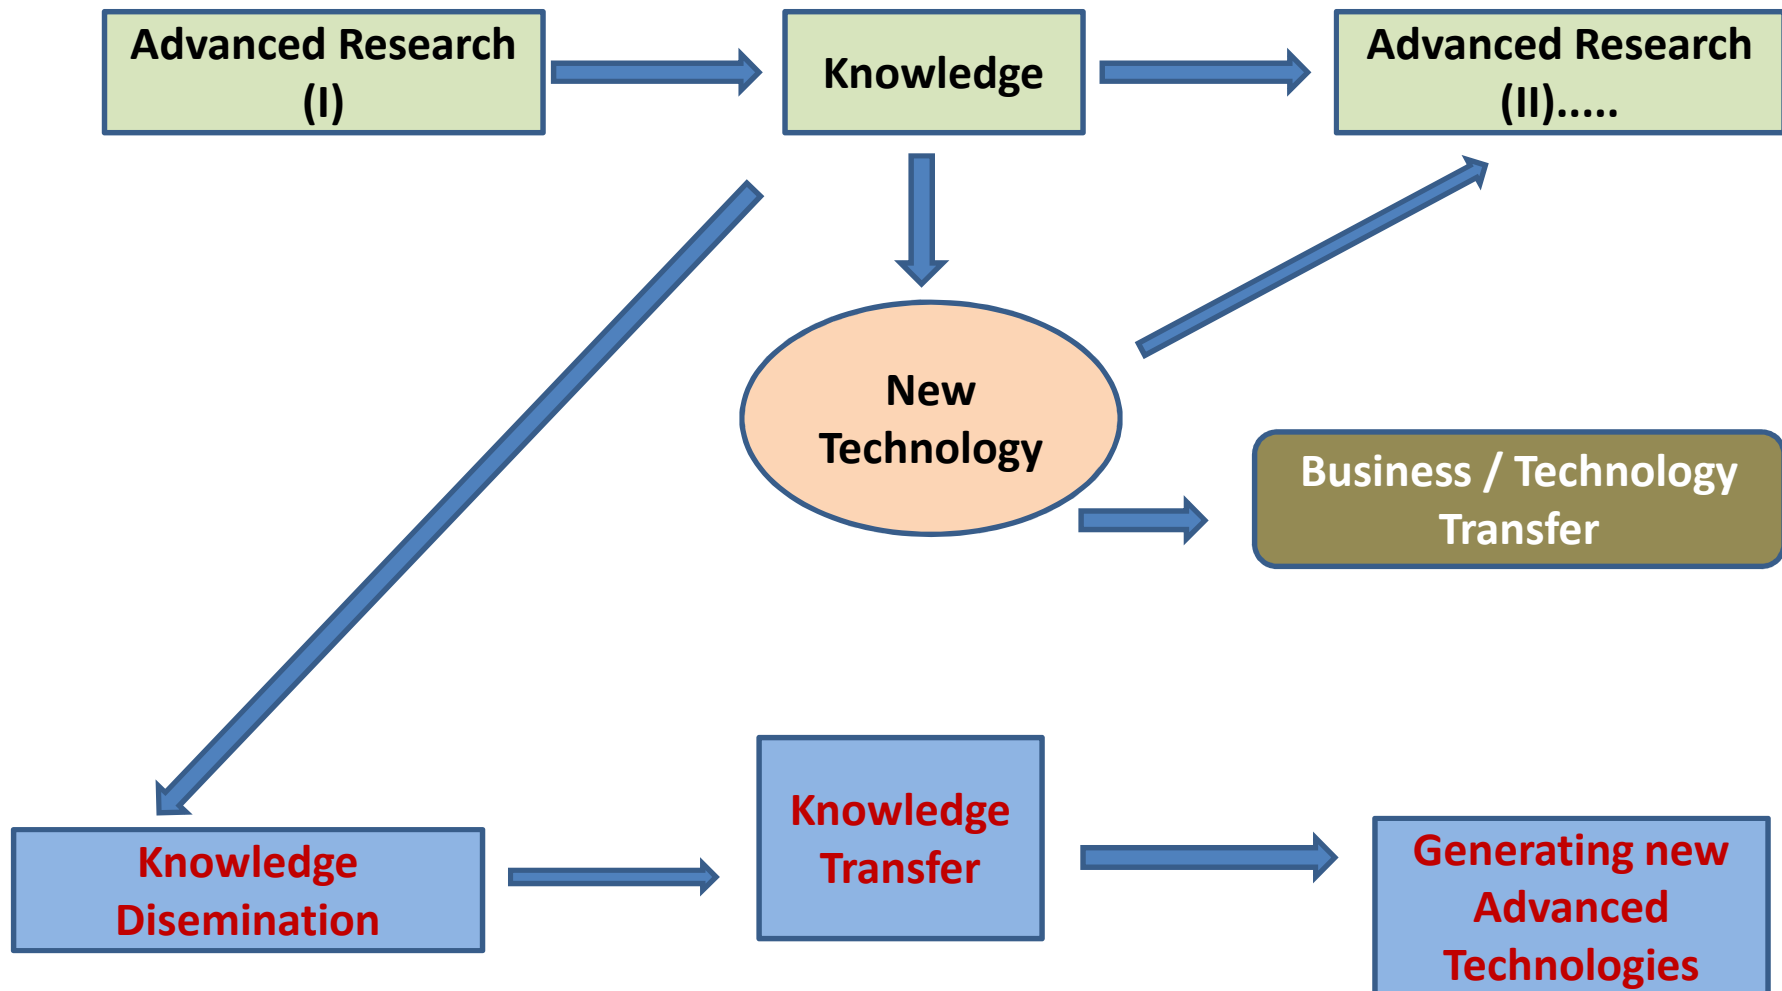 Advanced Research
(I)
Knowledge
Advanced Research
(II).....
New
Technology
Business / Technology
Transfer
Knowledge
Disemination
Knowledge
Transfer
Generating new
Advanced
Technologies